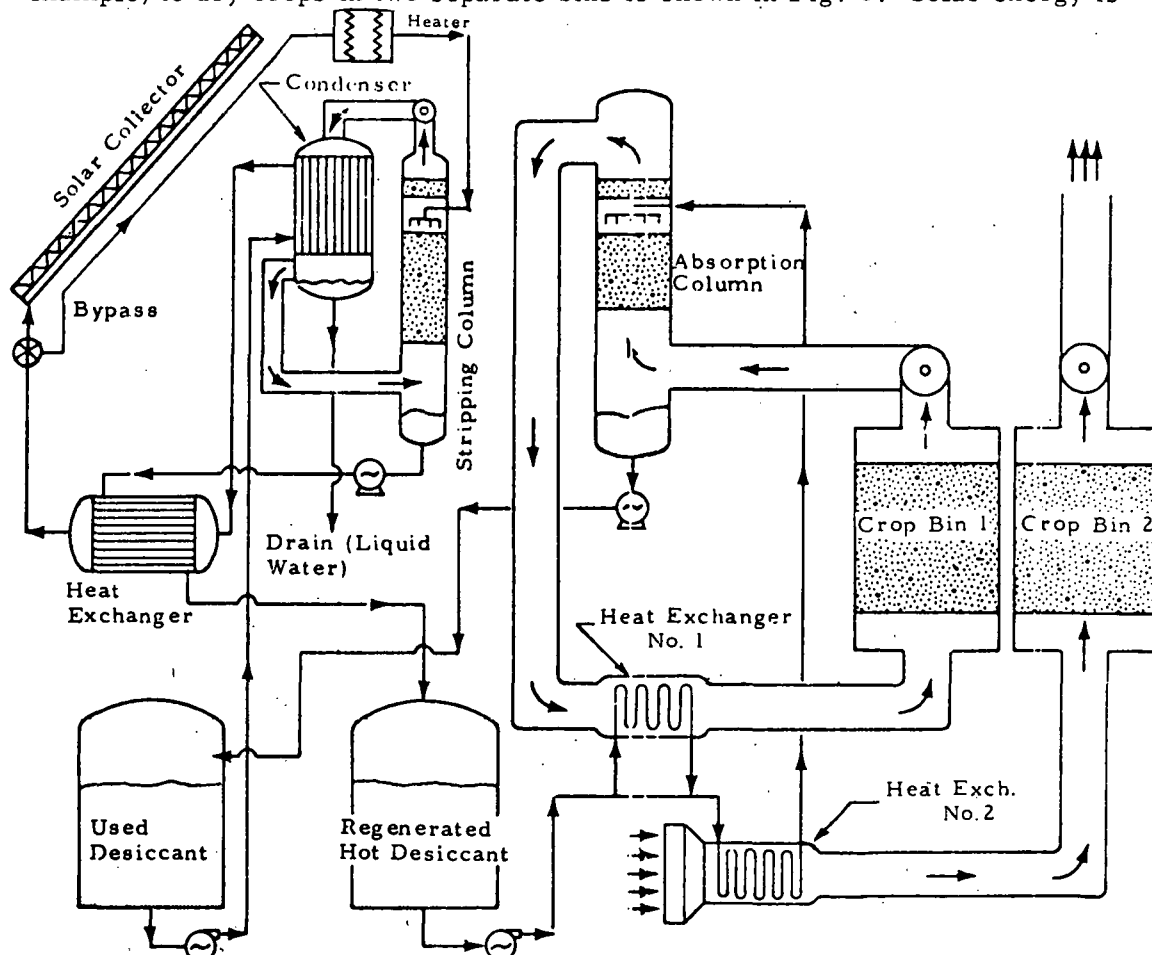 Heater
Condenser
Solar Collector
Bypass
Stripping Column
Absorption
Column
Crop Bin 1
Crop Bin 2
Drain (Liquid
Water)
Heat
Exchanger
Heat Exchanger
No. 1
Heat Exch.
No. 2
Used
Desiccant
Regenerated
Hot Desiccant